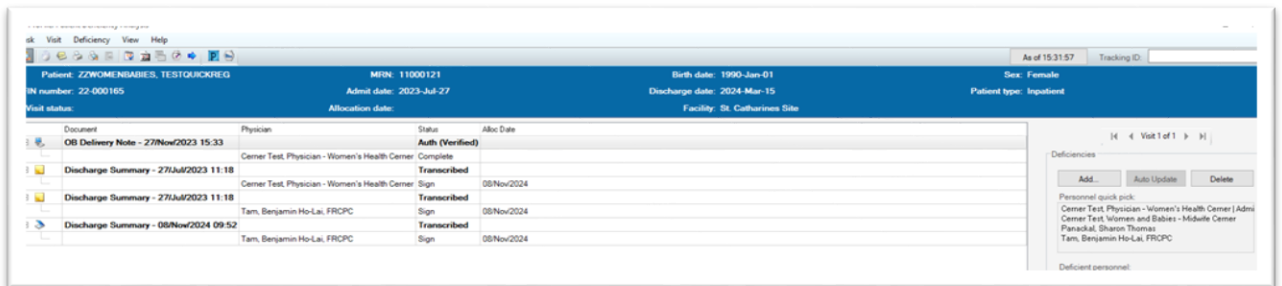 Visit Deficiency View Help
As of 15:31:57 Tracking ID:
Patient: ZZWOMENBABIES, TESTQUICKREG MRN: 11000121 Birth date: 1990-Jan-01 Sex: Female
IN number: 22-000165 Admit date: 2023-Jul-27 Discharge date: 2024-Mar-15 Patient type: Inpatient
Visit status: Allocation date: Facility: St. Catharines Site
Document Physician Status Alloc Date
OB Delivery Note - 27/Nov/2023 15:33 Auth (Verified)
Cerner Test, Physician - Women's Health Cerner Complete
Discharge Summary - 27/Jul/2023 11:18 Transcribed
Cerner Test, Physician - Women's Health Cerner Sign 08/Nov/2024
Discharge Summary - 27/Jul/2023 11:18 Transcribed
Tam, Benjamin Ho-Lai, FRCPC Sign 08/Nov/2024
Discharge Summary - 08/Nov/2024 09:52 Transcribed
Tam, Benjamin Ho-Lai, FRCPC Sign 08/Nov/2024
Visit 1 of 1
Deficiencies
Add... Auto Update Delete
Personnel quick pick:
Cerner Test, Physician - Women's Health Cerner | Admi
Cerner Test, Women and Babies - Midwife Cerner
Panackal, Sharon Thomas
Tam, Benjamin Ho-Lai, FRCPC
Deficient personnel: